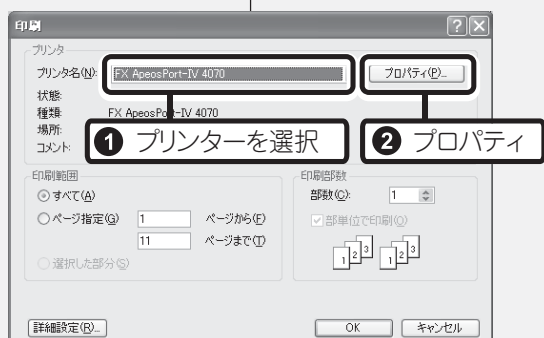 印刷
プリンタ
プリンタ名(N): FX ApeosPort-IV 4070 プロパティ(P)...
状態:
種類: FX ApeosPort-IV 4070
場所:
コメント:
❶ プリンターを選択
❷ プロパティ
印刷範囲
すべて(A)
ページ指定(G) 1 ページから(F)
11 ページまで(T)
選択した部分(S)
印刷部数
部数(C): 1
部単位で印刷(O)
1 2 3 1 2 3
詳細設定(R)... OK キャンセル